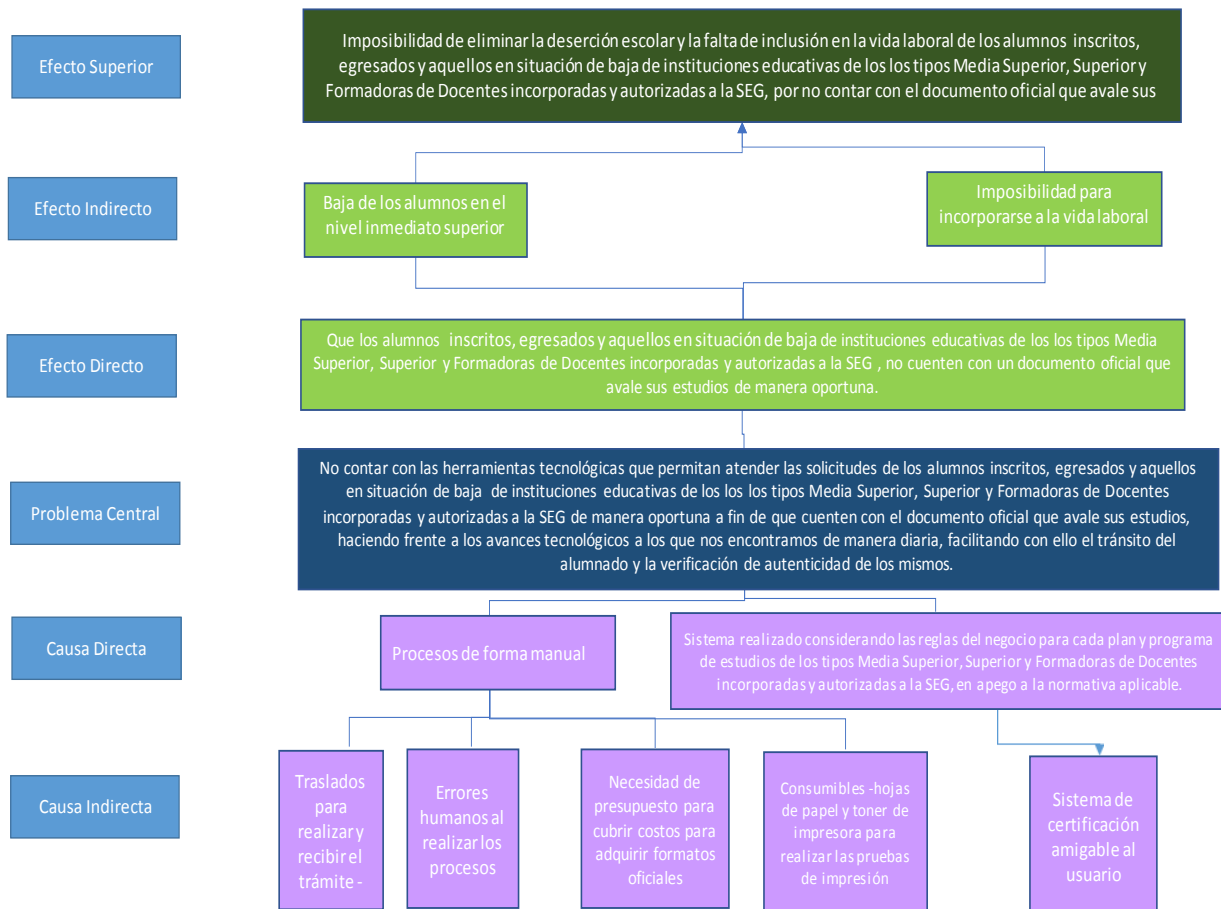 Efecto Superior
Imposibilidad de eliminar la deserción escolar y la falta de inclusión en la vida laboral de los alumnos inscritos,
egresados y aquellos en situación de baja de instituciones educativas de los los tipos Media Superior, Superior y
Formadoras de Docentes incorporadas y autorizadas a la SEG, por no contar con el documento oficial que avale sus
Efecto Indirecto
Baja de los alumnos en el
nivel inmediato superior
Imposibilidad para
incorporarse a la vida laboral
Efecto Directo
Que los alumnos inscritos, egresados y aquellos en situación de baja de instituciones educativas de los los tipos Media
Superior, Superior y Formadoras de Docentes incorporadas y autorizadas a la SEG , no cuenten con un documento oficial que
avale sus estudios de manera oportuna.
Problema Central
No contar con las herramientas tecnológicas que permitan atender las solicitudes de los alumnos inscritos, egresados y aquellos
en situación de baja de instituciones educativas de los los los tipos Media Superior, Superior y Formadoras de Docentes
incorporadas y autorizadas a la SEG de manera oportuna a fin de que cuenten con el documento oficial que avale sus estudios,
haciendo frente a los avances tecnológicos a los que nos encontramos de manera diaria, facilitando con ello el tránsito del
alumnado y la verificación de autenticidad de los mismos.
Causa Directa
Procesos de forma manual
Sistema realizado considerando las reglas del negocio para cada plan y programa
de estudios de los tipos Media Superior, Superior y Formadoras de Docentes
incorporadas y autorizadas a la SEG, en apego a la normativa aplicable.
Causa Indirecta
Traslados
para
realizar y
recibir el
trámite -
Errores
humanos al
realizar los
procesos
Necesidad de
presupuesto para
cubrir costos para
adquirir formatos
oficiales
Consumibles -hojas
de papel y toner de
impresora para
realizar las pruebas
de impresión
Sistema de
certificación
amigable al
usuario